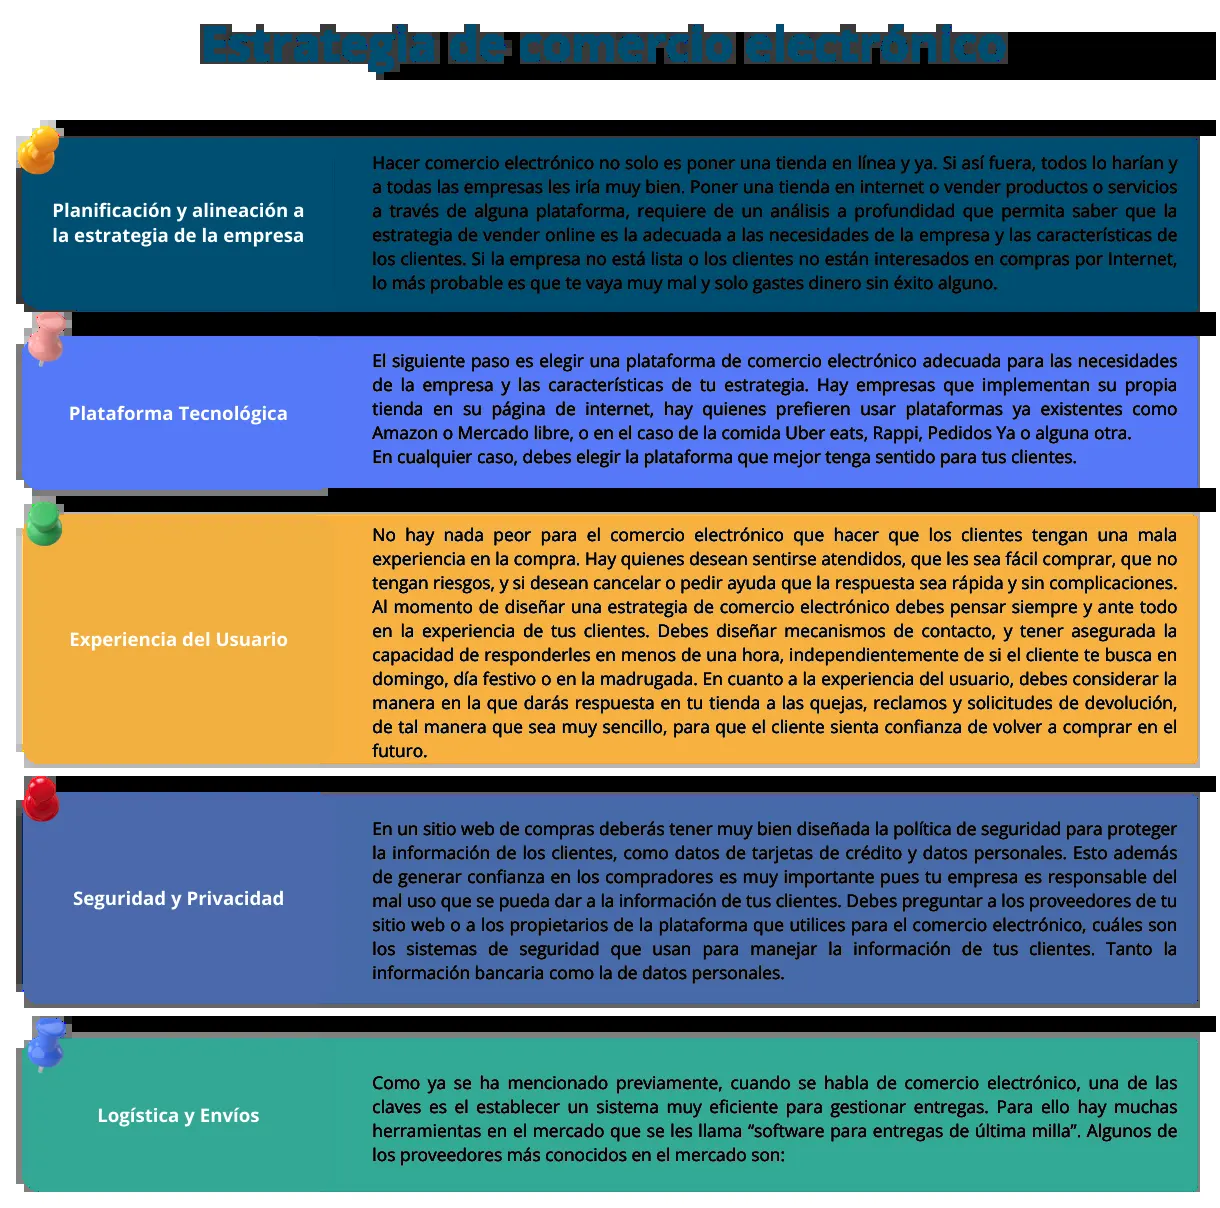 Estrategia de comercio electrónico
Planificación y alineación a
la estrategia de la empresa
Hacer comercio electrónico no solo es poner una tienda en línea y ya. Si así fuera, todos lo harían y
a todas las empresas les iría muy bien. Poner una tienda en internet o vender productos o servicios
a través de alguna plataforma, requiere de un análisis a profundidad que permita saber que la
estrategia de vender online es la adecuada a las necesidades de la empresa y las características de
los clientes. Si la empresa no está lista o los clientes no están interesados en compras por Internet,
lo más probable es que te vaya muy mal y solo gastes dinero sin éxito alguno.
Plataforma Tecnológica
El siguiente paso es elegir una plataforma de comercio electrónico adecuada para las necesidades
de la empresa y las características de tu estrategia. Hay empresas que implementan su propia
tienda en su página de internet, hay quienes prefieren usar plataformas ya existentes como
Amazon o Mercado libre, o en el caso de la comida Uber eats, Rappi, Pedidos Ya o alguna otra.
En cualquier caso, debes elegir la plataforma que mejor tenga sentido para tus clientes.
Experiencia del Usuario
No hay nada peor para el comercio electrónico que hacer que los clientes tengan una mala
experiencia en la compra. Hay quienes desean sentirse atendidos, que les sea fácil comprar, que no
tengan riesgos, y si desean cancelar o pedir ayuda que la respuesta sea rápida y sin complicaciones.
Al momento de diseñar una estrategia de comercio electrónico debes pensar siempre y ante todo
en la experiencia de tus clientes. Debes diseñar mecanismos de contacto, y tener asegurada la
capacidad de responderles en menos de una hora, independientemente de si el cliente te busca en
domingo, día festivo o en la madrugada. En cuanto a la experiencia del usuario, debes considerar la
manera en la que darás respuesta en tu tienda a las quejas, reclamos y solicitudes de devolución,
de tal manera que sea muy sencillo, para que el cliente sienta confianza de volver a comprar en el
futuro.
Seguridad y Privacidad
En un sitio web de compras deberás tener muy bien diseñada la política de seguridad para proteger
la información de los clientes, como datos de tarjetas de crédito y datos personales. Esto además
de generar confianza en los compradores es muy importante pues tu empresa es responsable del
mal uso que se pueda dar a la información de tus clientes. Debes preguntar a los proveedores de tu
sitio web o a los propietarios de la plataforma que utilices para el comercio electrónico, cuáles son
los sistemas de seguridad que usan para manejar la información de tus clientes. Tanto la
información bancaria como la de datos personales.
Logística y Envíos
Como ya se ha mencionado previamente, cuando se habla de comercio electrónico, una de las
claves es el establecer un sistema muy eficiente para gestionar entregas. Para ello hay muchas
herramientas en el mercado que se les llama “software para entregas de última milla”. Algunos de
los proveedores más conocidos en el mercado son: